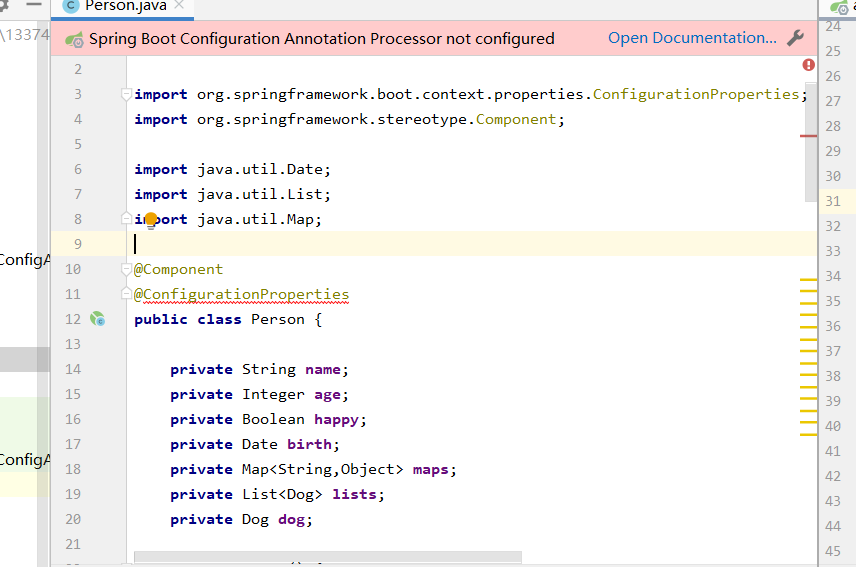 Person.java
\13374
Spring Boot Configuration Annotation Processor not configured Open Documentation...
2
3 import org.springframework.boot.context.properties.ConfigurationProperties;
4 import org.springframework.stereotype.Component;
5
6 import java.util.Date;
7 import java.util.List;
8 import java.util.Map;
9
10 @Component
11 @ConfigurationProperties
12 public class Person {
13
14 private String name;
15 private Integer age;
16 private Boolean happy;
17 private Date birth;
18 private Map<String,Object> maps;
19 private List<Dog> lists;
20 private Dog dog;
21
ConfigA
ConfigA
24
25
26
27
28
29
30
31
32
33
34
35
36
37
38
39
40
41
42
43
44
45